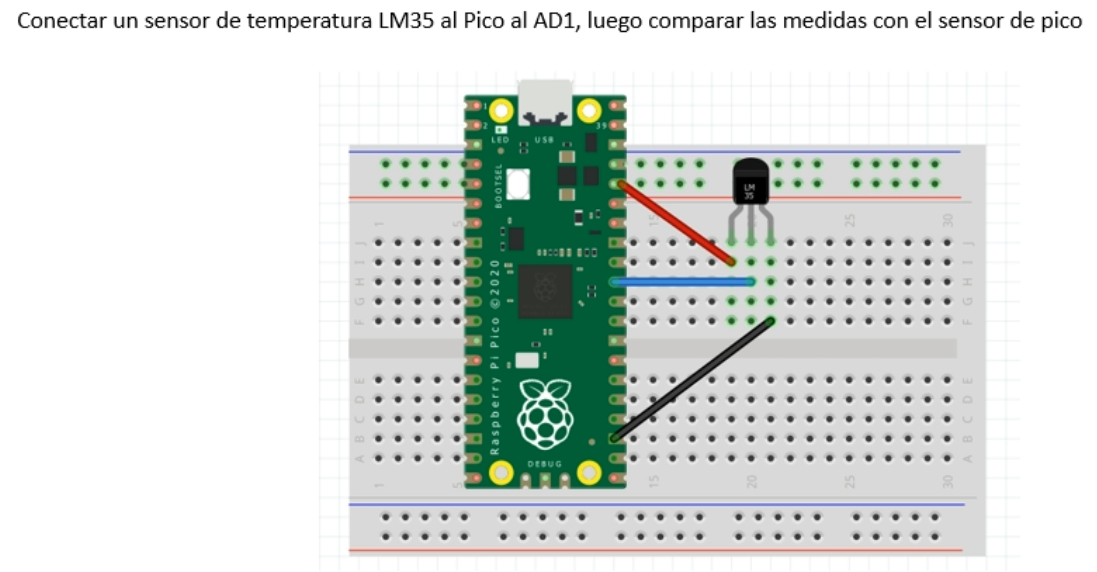 Conectar un sensor de temperatura LM35 al Pico al AD1, luego comparar las medidas con el sensor de pico
1
2
39
LED
USB
BOOTSEL
LM
35
1
5
15
25
30
J
I
H
G
F
J
I
H
G
F
Raspberry Pi Pico ©2020
E
D
C
B
A
E
D
C
B
A
DEBUG
1
5
15
20
25
30